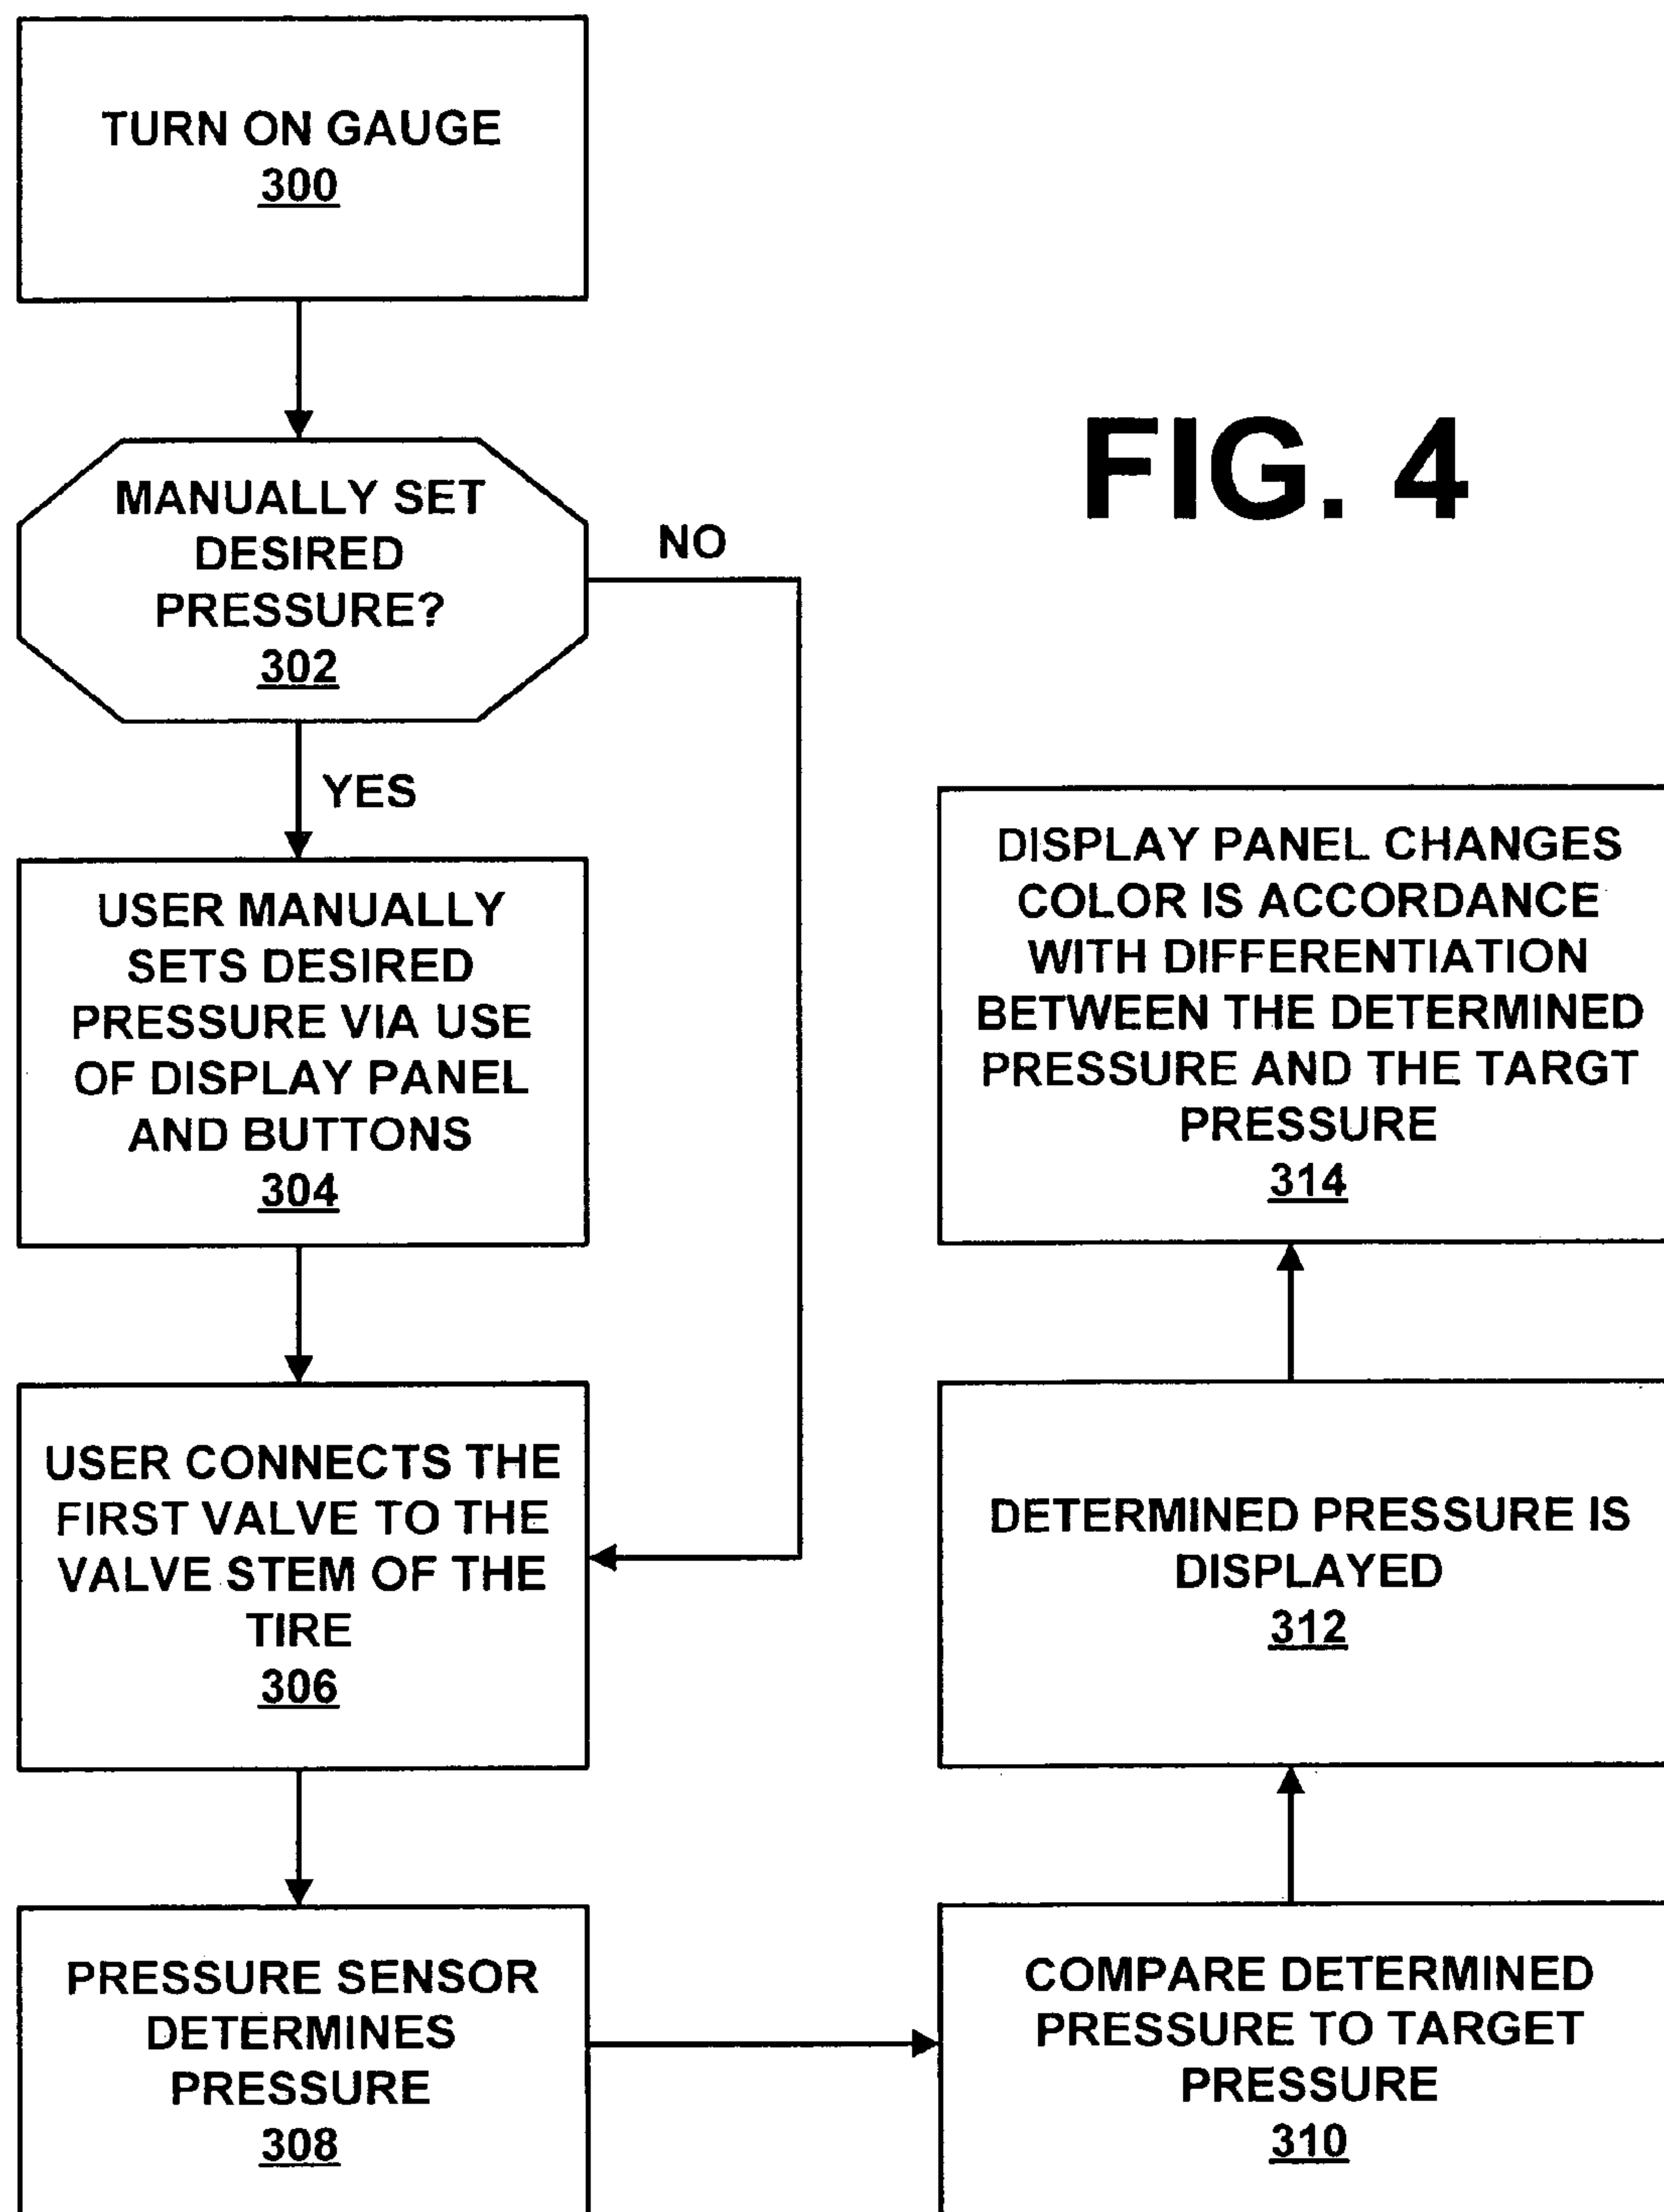 TURN ON GAUGE
300
MANUALLY SET
DESIRED
PRESSURE?
302
NO
YES
USER MANUALLY
SETS DESIRED
PRESSURE VIA USE
OF DISPLAY PANEL
AND BUTTONS
304
USER CONNECTS THE
FIRST VALVE TO THE
VALVE STEM OF THE
TIRE
306
PRESSURE SENSOR
DETERMINES
PRESSURE
308
FIG. 4
DISPLAY PANEL CHANGES
COLOR IS ACCORDANCE
WITH DIFFERENTIATION
BETWEEN THE DETERMINED
PRESSURE AND THE TARGT
PRESSURE
314
DETERMINED PRESSURE IS
DISPLAYED
312
COMPARE DETERMINED
PRESSURE TO TARGET
PRESSURE
310